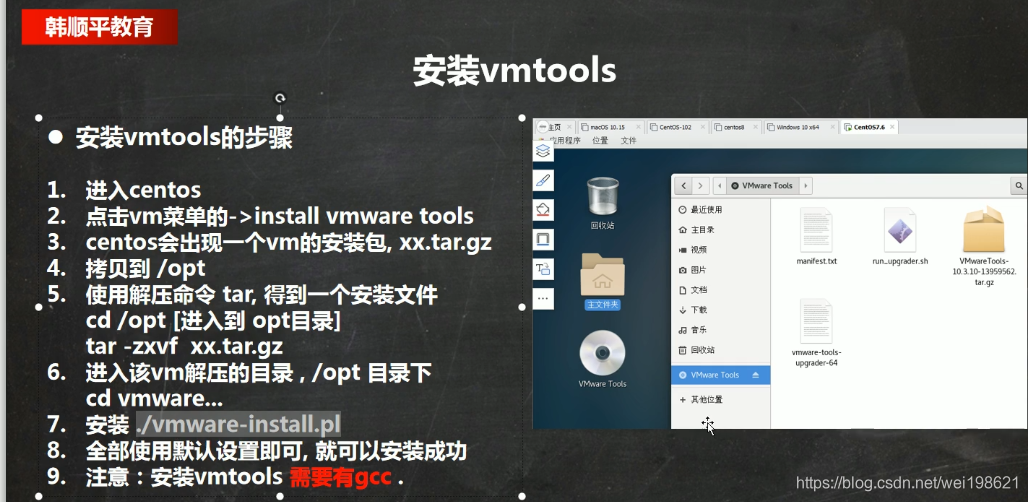 韩顺平教育
安装vmtools
● 安装vmtools的步骤
1. 进入centos
2. 点击vm菜单的->install vmware tools
3. centos会出现一个vm的安装包, xx.tar.gz
4. 拷贝到 /opt
5. 使用解压命令 tar, 得到一个安装文件
cd /opt [进入到 opt目录]
tar -zxvf xx.tar.gz
6. 进入该vm解压的目录 , /opt 目录下
cd vmware...
7. 安装 ./vmware-install.pl
8. 全部使用默认设置即可, 就可以安装成功
9. 注意：安装vmtools 需要有gcc .
主页 macOS 10.15 CentOS-102 centos8 Windows 10 x64 CentOS7.6
应用程序 位置 文件
回收站
主文件夹
VMware Tools
VMware Tools
最近使用
主目录
视频
图片
文档
下载
音乐
回收站
VMware Tools
+ 其他位置
manifest.txt
run_upgrader.sh
VMwareTools-
10.3.10-13959562.
tar.gz
vmware-tools-
upgrader-64
https://blog.csdn.net/wei198621